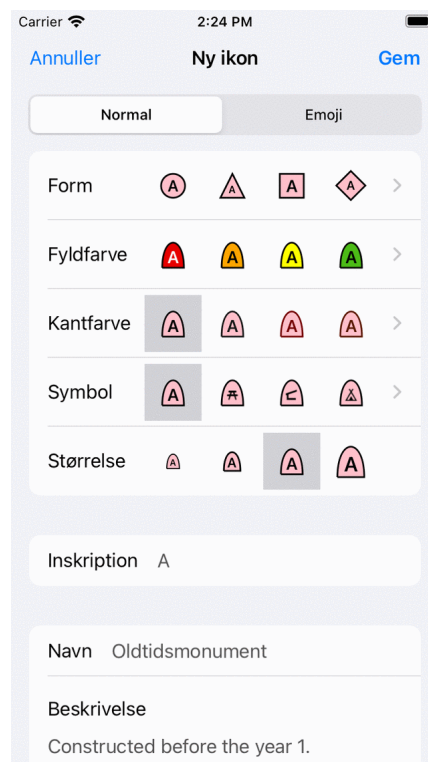 Carrier 2:24 PM
Annuller Ny ikon Gem
Normal Emoji
Form A A A A
Fyldfarve A A A A
Kantfarve A A A A
Symbol A
Størrelse A A A A
Inskription A
Navn Oldtidsmonument
Beskrivelse
Constructed before the year 1.